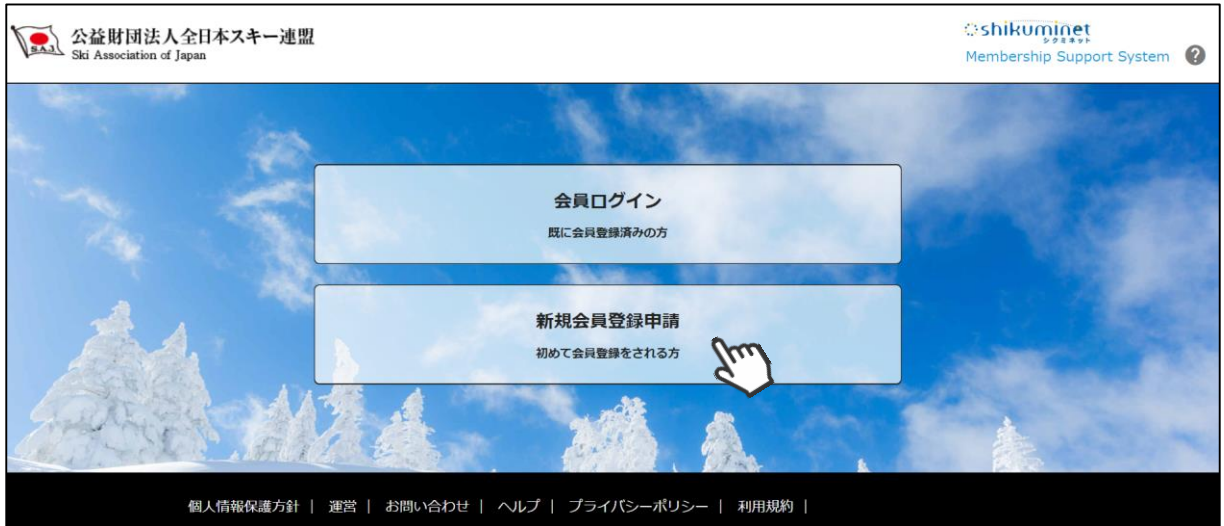 S.A.J.
公益財団法人全日本スキー連盟
Ski Association of Japan
shikuminet
シクミネット
Membership Support System ?
会員ログイン
既に会員登録済みの方
新規会員登録申請
初めて会員登録をされる方
個人情報保護方針 | 運営 | お問い合わせ | ヘルプ | プライバシーポリシー | 利用規約 |